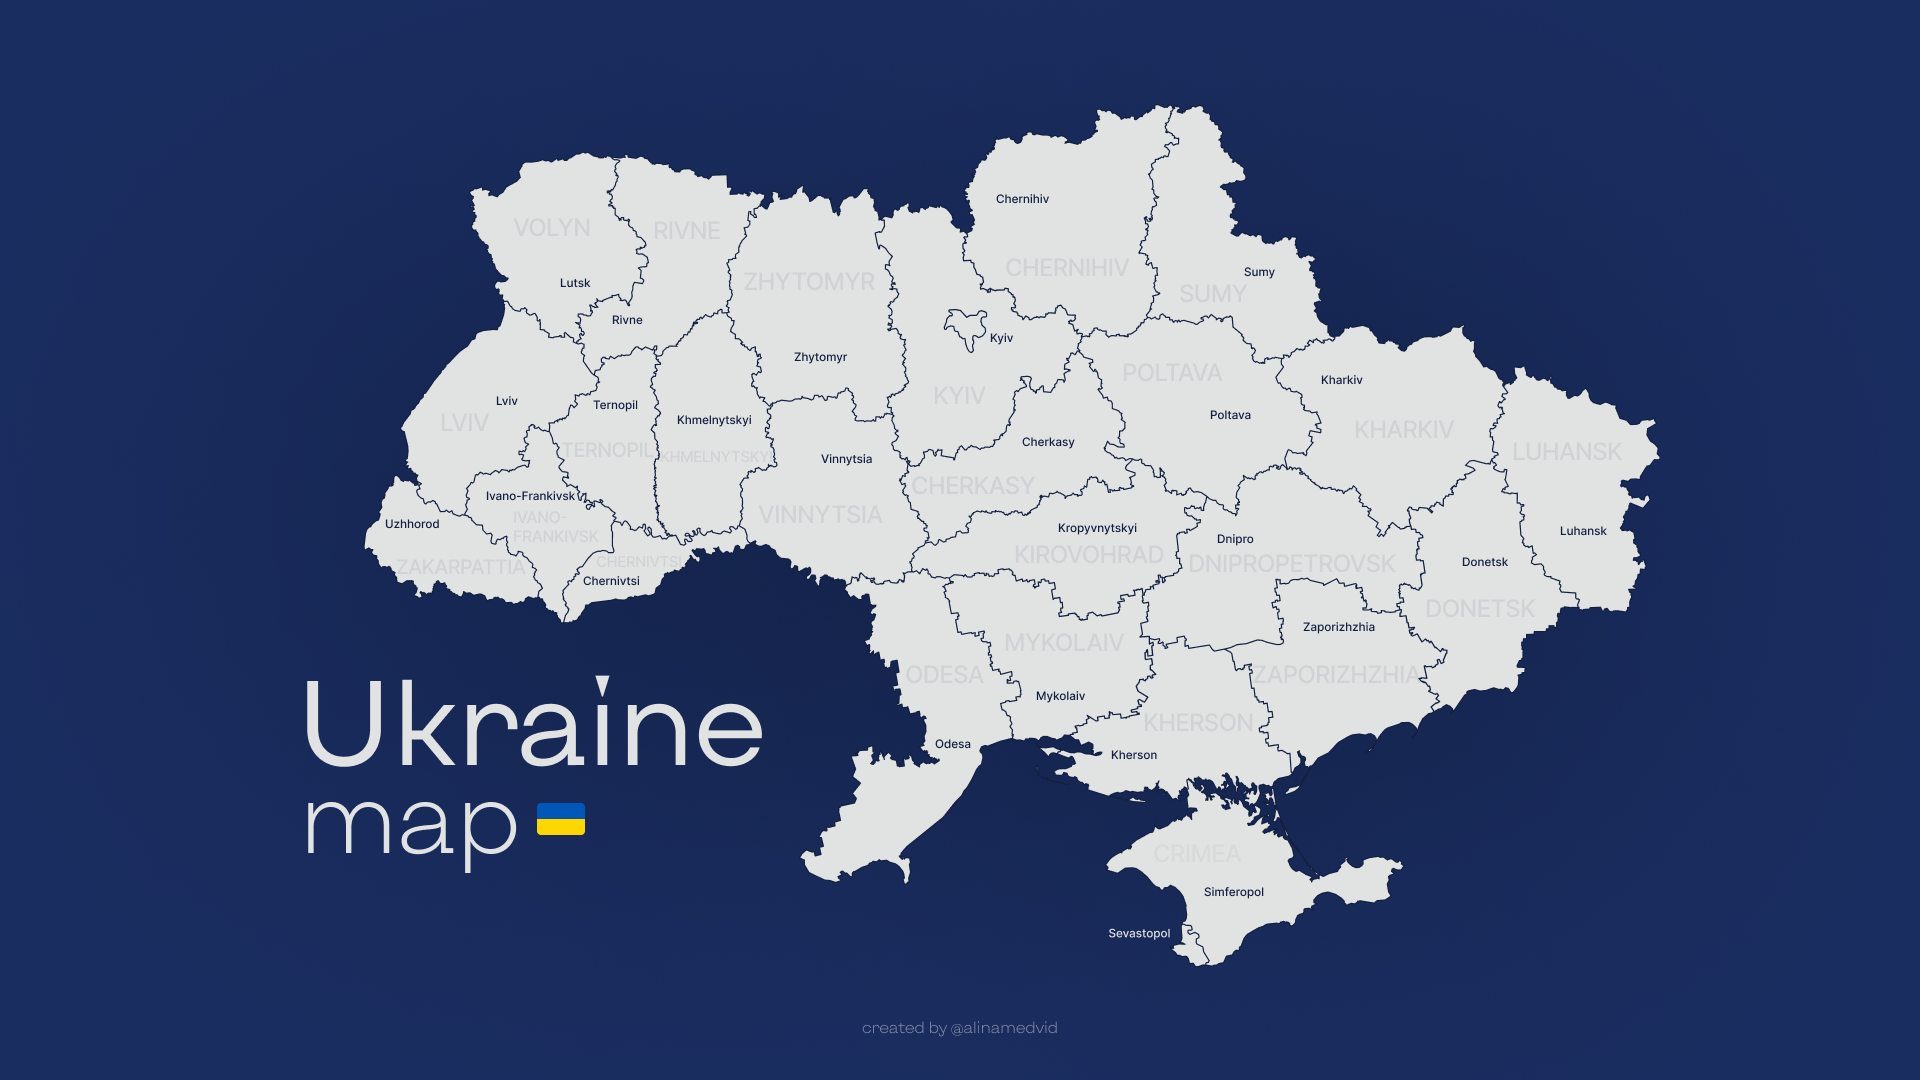 Chernihiv
VOLYN
RIVNE
CHERNIHIV
Sumy
ZHYTOMYR
Lutsk
SUMY
Rivne
Kyiv
Zhytomyr
POLTAVA
Kharkiv
KYIV
Lviv
Ternopil
Poltava
LVIV
Khmelnytskyi
KHARKIV
Cherkasy
TERNOPIL
KHMELNYTSKYI
Vinnytsia
LUHANSK
CHERKASY
Ivano-Frankivsk
IVANO-
FRANKIVSK
VINNYTSIA
Uzhhorod
Kropyvnytskyi
Luhansk
Dnipro
KIROVOHRAD
ZAKARPATTIA
CHERNIVTSI
DNIPROPETROVSK
Donetsk
Chernivtsi
DONETSK
Zaporizhzhia
MYKOLAIV
ODESA
ZAPORIZHZHIA
Mykolaiv
KHERSON
Odesa
Kherson
Ukraine
map
CRIMEA
Simferopol
Sevastopol
created by @alinamedvid